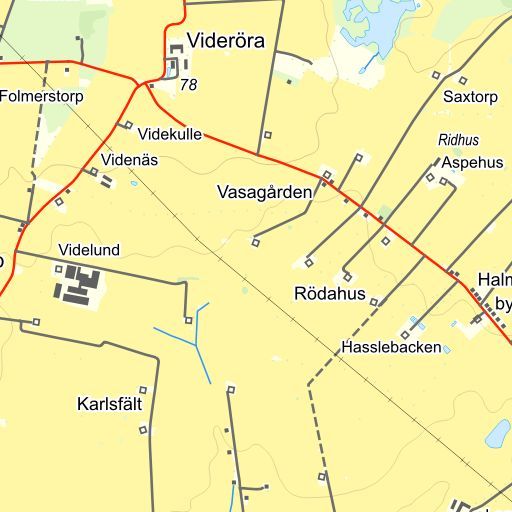 Videröra
78
Folmerstorp
Saxtorp
Videkulle
Ridhus
Videnäs
Aspehus
Vasagården
Videlund
Halm
Rödahus
by
Hasslebacken
Karlsfält